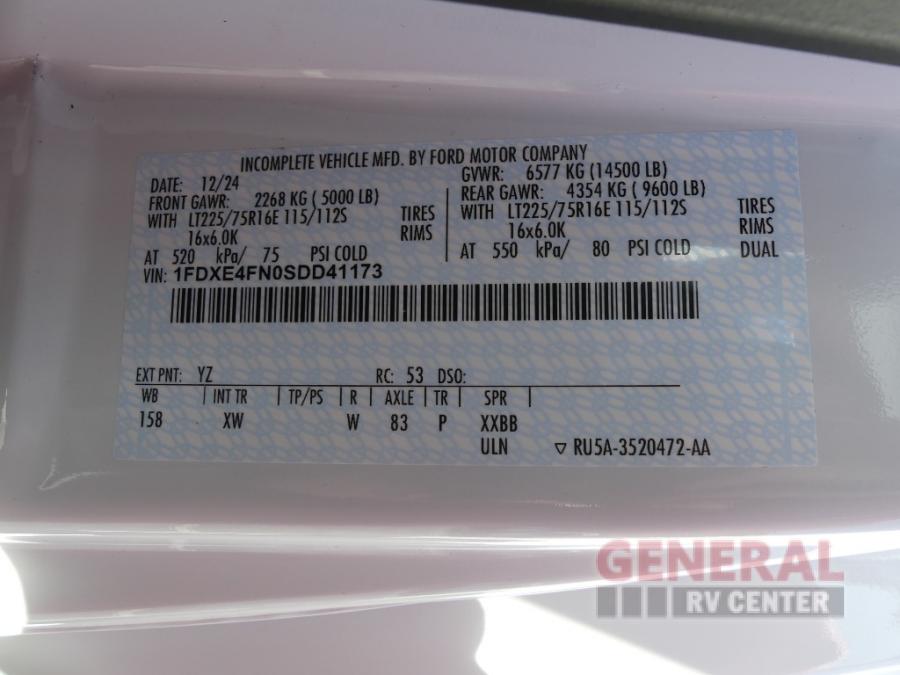 INCOMPLETE VEHICLE MFD. BY FORD MOTOR COMPANY
DATE: 12/24 GVWR: 6577 KG (14500 LB)
FRONT GAWR: 2268 KG ( 5000 LB) REAR GAWR: 4354 KG ( 9600 LB)
WITH LT225/75R16E 115/112S TIRES WITH LT225/75R16E 115/112S TIRES
16x6.0K RIMS 16x6.0K RIMS
AT 520 kPa/ 75 PSI COLD AT 550 kPa/ 80 PSI COLD DUAL
VIN: 1FDXE4FN0SDD41173
EXT PNT: YZ RC: 53 DSO:
WB INT TR TP/PS R AXLE TR SPR
158 XW W 83 P XXBB
ULN ▽ RU5A-3520472-AA
GENERAL
RV CENTER